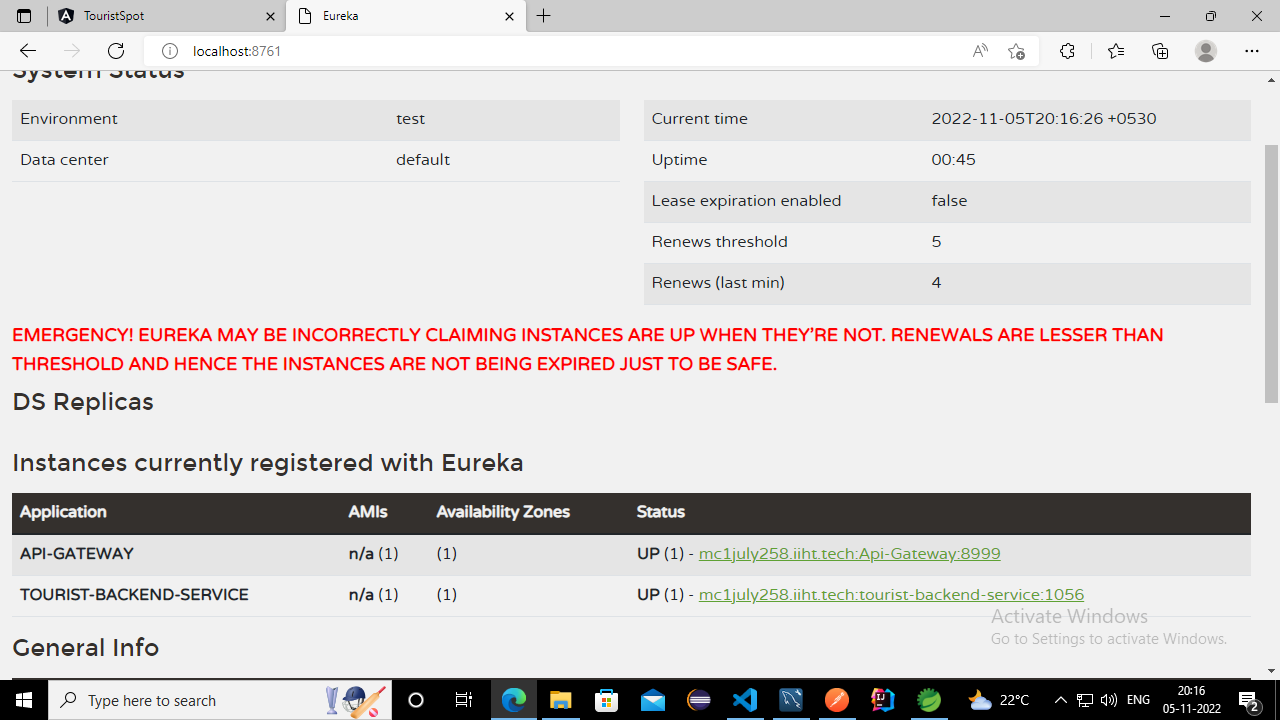 TouristSpot
Eureka
localhost:8761
System Status
Environment test
Data center default
Current time 2022-11-05T20:16:26 +0530
Uptime 00:45
Lease expiration enabled false
Renews threshold 5
Renews (last min) 4
EMERGENCY! EUREKA MAY BE INCORRECTLY CLAIMING INSTANCES ARE UP WHEN THEY'RE NOT. RENEWALS ARE LESSER THAN
THRESHOLD AND HENCE THE INSTANCES ARE NOT BEING EXPIRED JUST TO BE SAFE.
DS Replicas
Instances currently registered with Eureka
Application AMIs Availability Zones Status
API-GATEWAY n/a (1) (1) UP (1) - mc1july258.iiht.tech:Api-Gateway:8999
TOURIST-BACKEND-SERVICE n/a (1) (1) UP (1) - mc1july258.iiht.tech:tourist-backend-service:1056
Activate Windows
Go to Settings to activate Windows.
General Info
Type here to search
22°C
ENG
20:16
05-11-2022
2